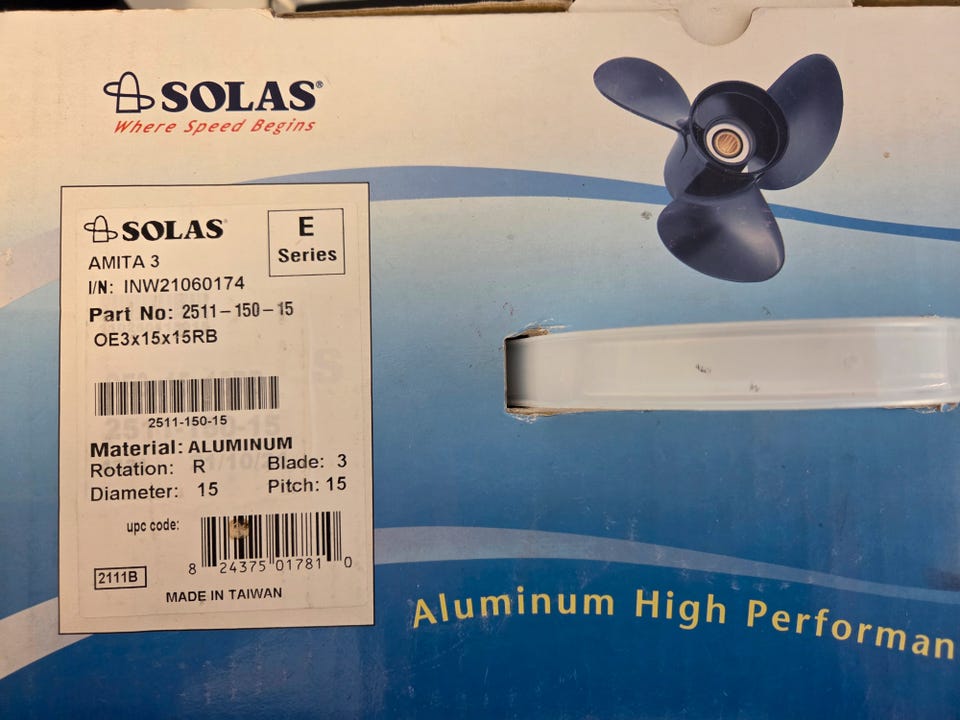 SOLAS®
Where Speed Begins
SOLAS
E
Series
AMITA 3
I/N: INW21060174
Part No: 2511-150-15
OE3x15x15RB
2511-150-15
Material: ALUMINUM
Rotation: R Blade: 3
Diameter: 15 Pitch: 15
upc code:
8 24375 01781 0
2111B
MADE IN TAIWAN
Aluminum High Performan